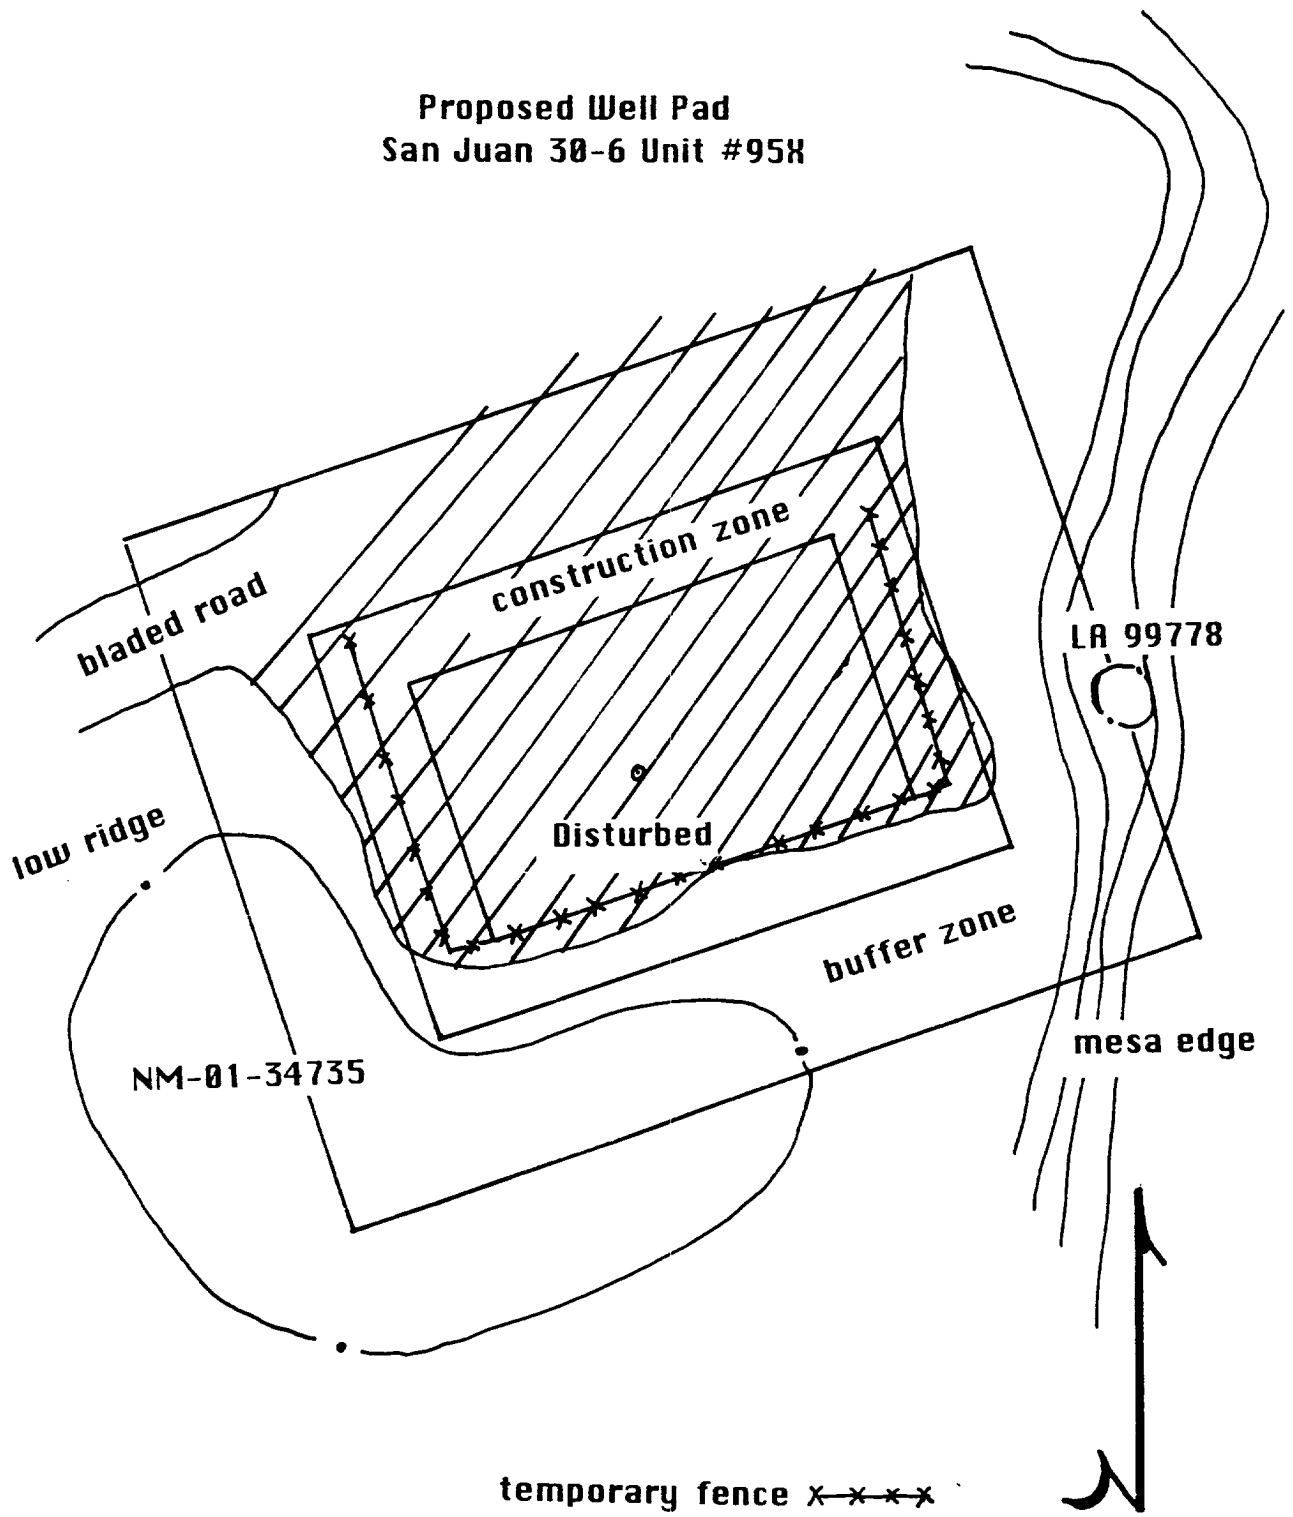 Proposed Well Pad
San Juan 30-6 Unit #95X
construction zone
bladed road
LA 99778
low ridge
Disturbed
buffer zone
mesa edge
NM-01-34735
N
temporary fence